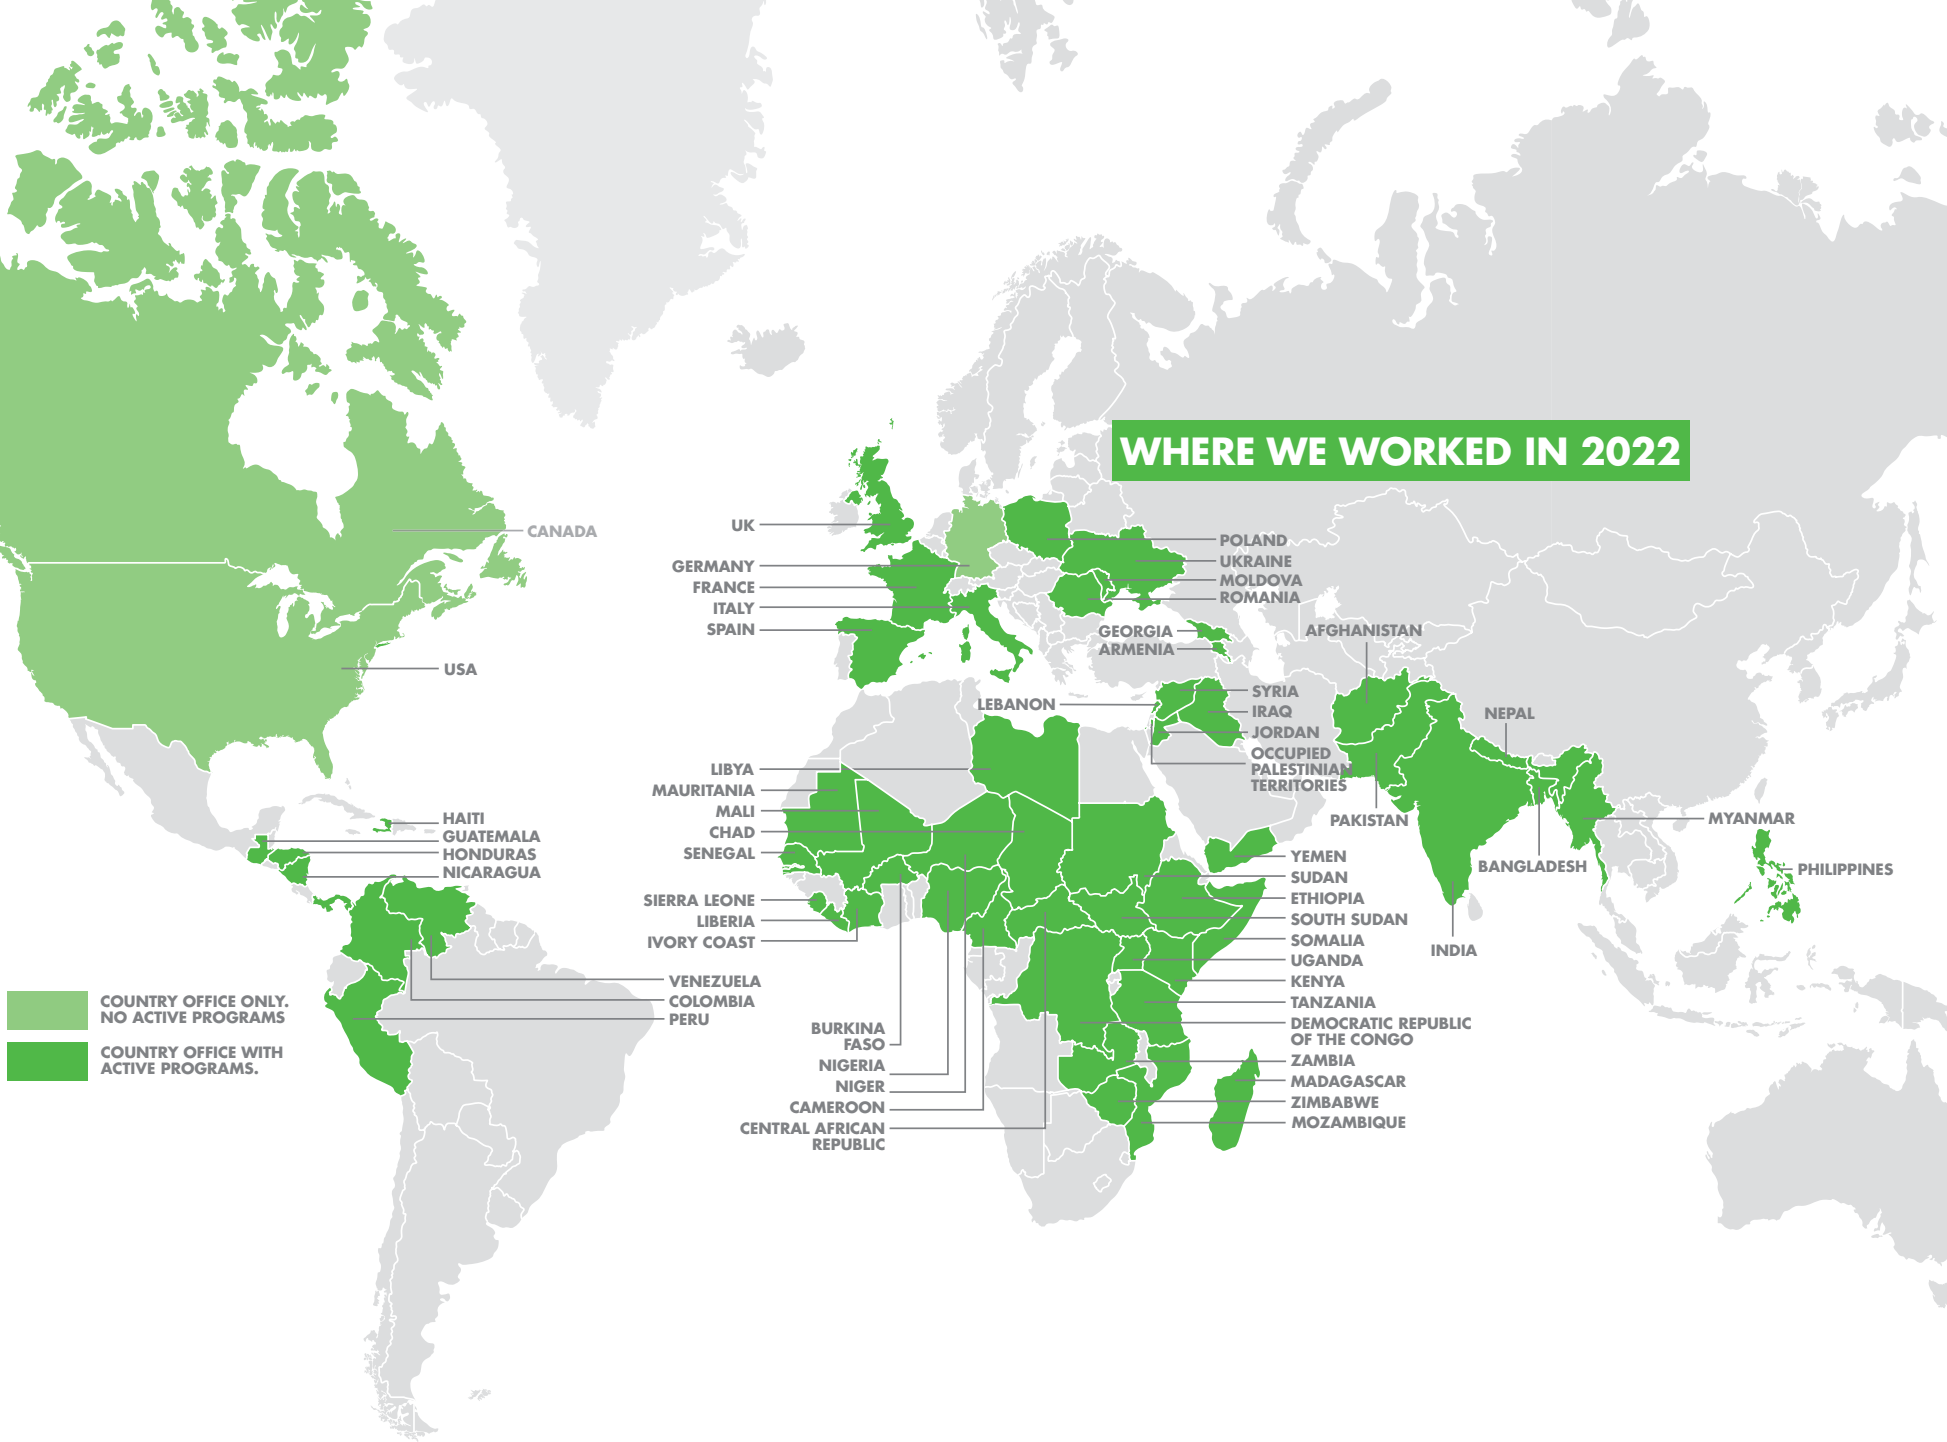 WHERE WE WORKED IN 2022
CANADA
USA
HAITI
GUATEMALA
HONDURAS
NICARAGUA
VENEZUELA
COLOMBIA
PERU
COUNTRY OFFICE ONLY.
NO ACTIVE PROGRAMS
COUNTRY OFFICE WITH
ACTIVE PROGRAMS.
UK
GERMANY
FRANCE
ITALY
SPAIN
POLAND
UKRAINE
MOLDOVA
ROMANIA
GEORGIA
ARMENIA
AFGHANISTAN
LEBANON
SYRIA
IRAQ
JORDAN
OCCUPIED
PALESTINIAN
TERRITORIES
NEPAL
PAKISTAN
BANGLADESH
INDIA
MYANMAR
PHILIPPINES
LIBYA
MAURITANIA
MALI
CHAD
SENEGAL
SIERRA LEONE
LIBERIA
IVORY COAST
BURKINA
FASO
NIGERIA
NIGER
CAMEROON
CENTRAL AFRICAN
REPUBLIC
YEMEN
SUDAN
ETHIOPIA
SOUTH SUDAN
SOMALIA
UGANDA
KENYA
TANZANIA
DEMOCRATIC REPUBLIC
OF THE CONGO
ZAMBIA
MADAGASCAR
ZIMBABWE
MOZAMBIQUE